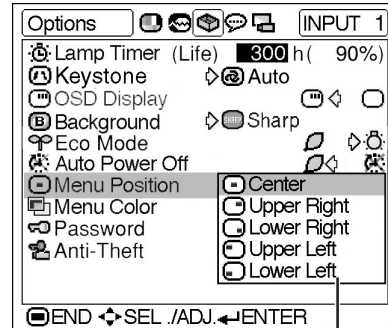 Options INPUT 1
Lamp Timer (Life) 300 h( 90%)
Keystone Auto
OSD Display
B Background SHARP Sharp
Eco Mode
Auto Power Off
Menu Position Center
Menu Color Upper Right
Password Lower Right
Anti-Theft Upper Left
Lower Left
END SEL./ADJ. ENTER